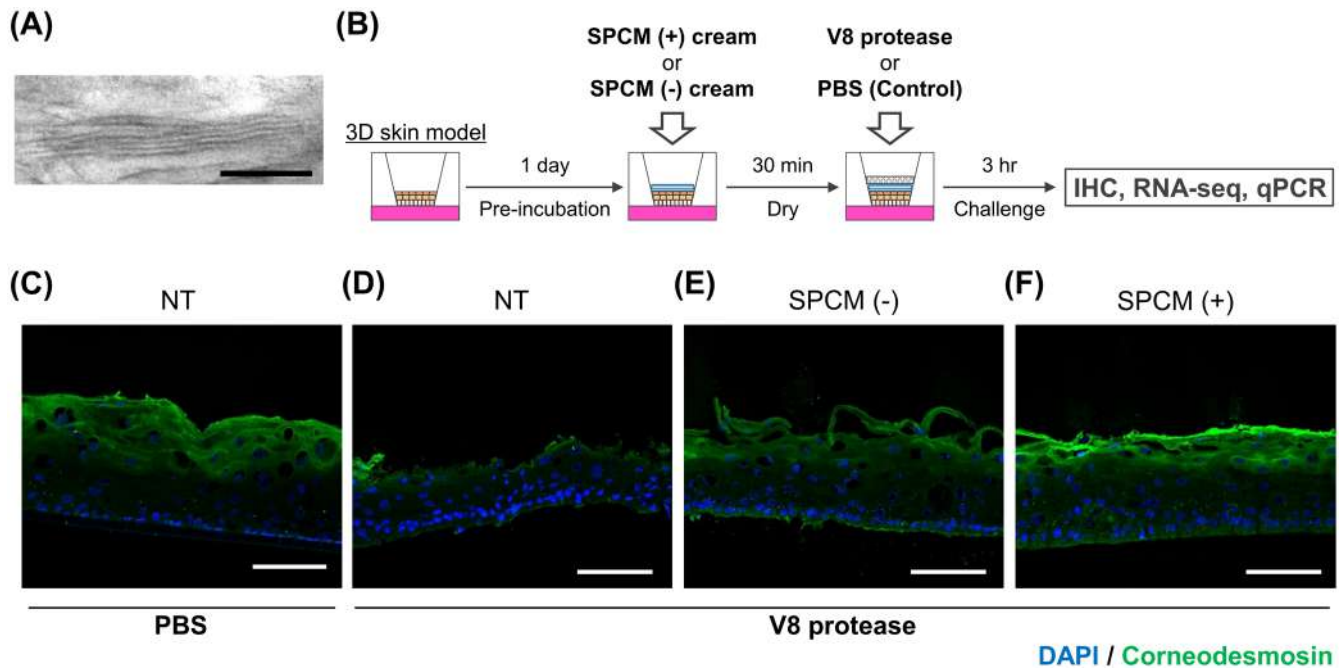 (A)
(B)
SPCM (+) cream
or
SPCM (-) cream
V8 protease
or
PBS (Control)
3D skin model
1 day
Pre-incubation
30 min
Dry
3 hr
Challenge
IHC, RNA-seq, qPCR
(C)
NT
(D)
NT
(E)
SPCM (-)
(F)
SPCM (+)
PBS
V8 protease
DAPI / Corneodesmosin